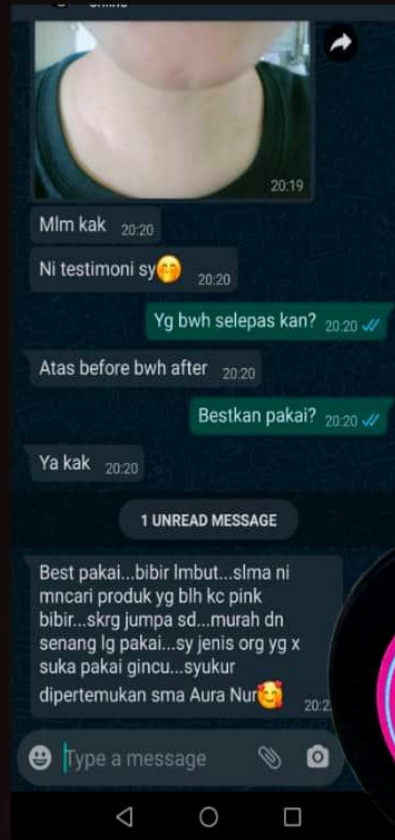 20:19
Mlm kak 20:20
Ni testimoni sy🤭 20:20
Yg bwh selepas kan? 20:20
Atas before bwh after 20:20
Bestkan pakai? 20:20
Ya kak 20:20
1 UNREAD MESSAGE
Best pakai...bibir lmbut...slma ni
mncari produk yg blh kc pink
bibir...skrg jumpa sd...murah dn
senang lg pakai...sy jenis org yg x
suka pakai gincu...syukur
dipertemukan sma Aura Nur🥰
Type a message